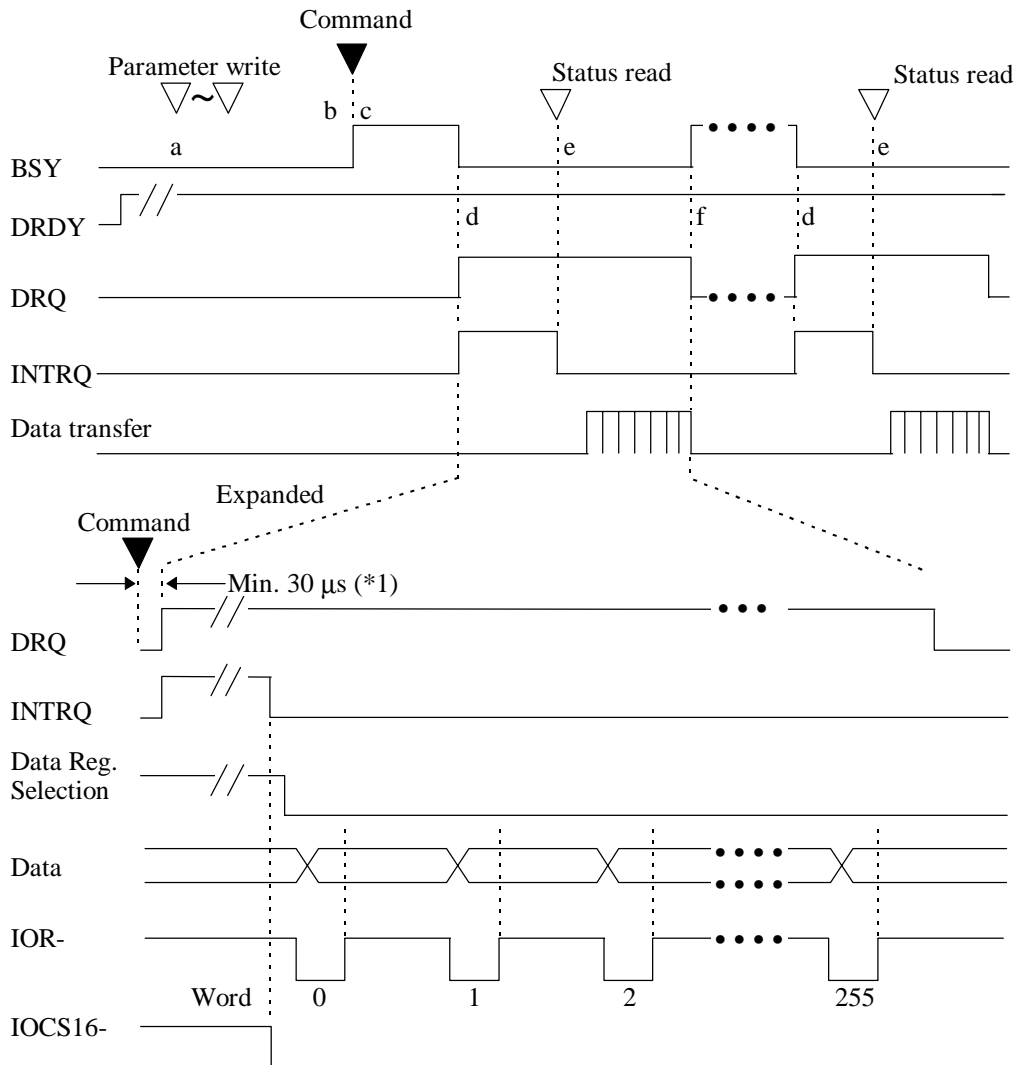 Command
Parameter write
Status read
Status read
b c
a
e
e
BSY
d
f
d
DRDY
DRQ
INTRQ
Data transfer
Expanded
Command
Min. 30 μs (*1)
DRQ
INTRQ
Data Reg.
Selection
Data
IOR-
Word 0 1 2 255
IOCS16-